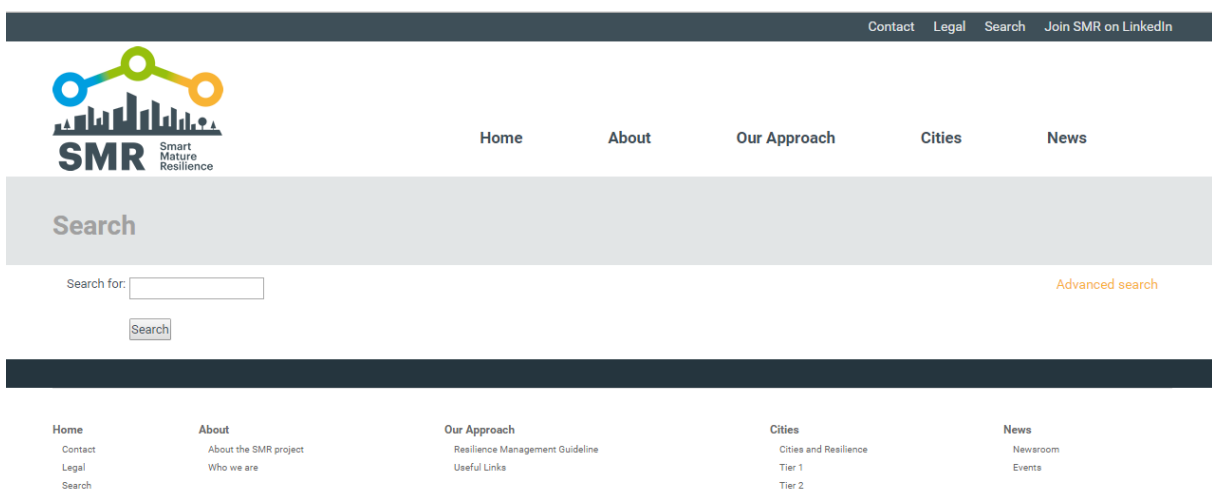 Contact Legal Search Join SMR on LinkedIn
SMR Smart
Mature
Resilience
Home About Our Approach Cities News
Search
Search for:
Advanced search
Search
Home About Our Approach Cities News
Contact About the SMR project Resilience Management Guideline Cities and Resilience Newsroom
Legal Who we are Useful Links Tier 1 Events
Search Tier 2